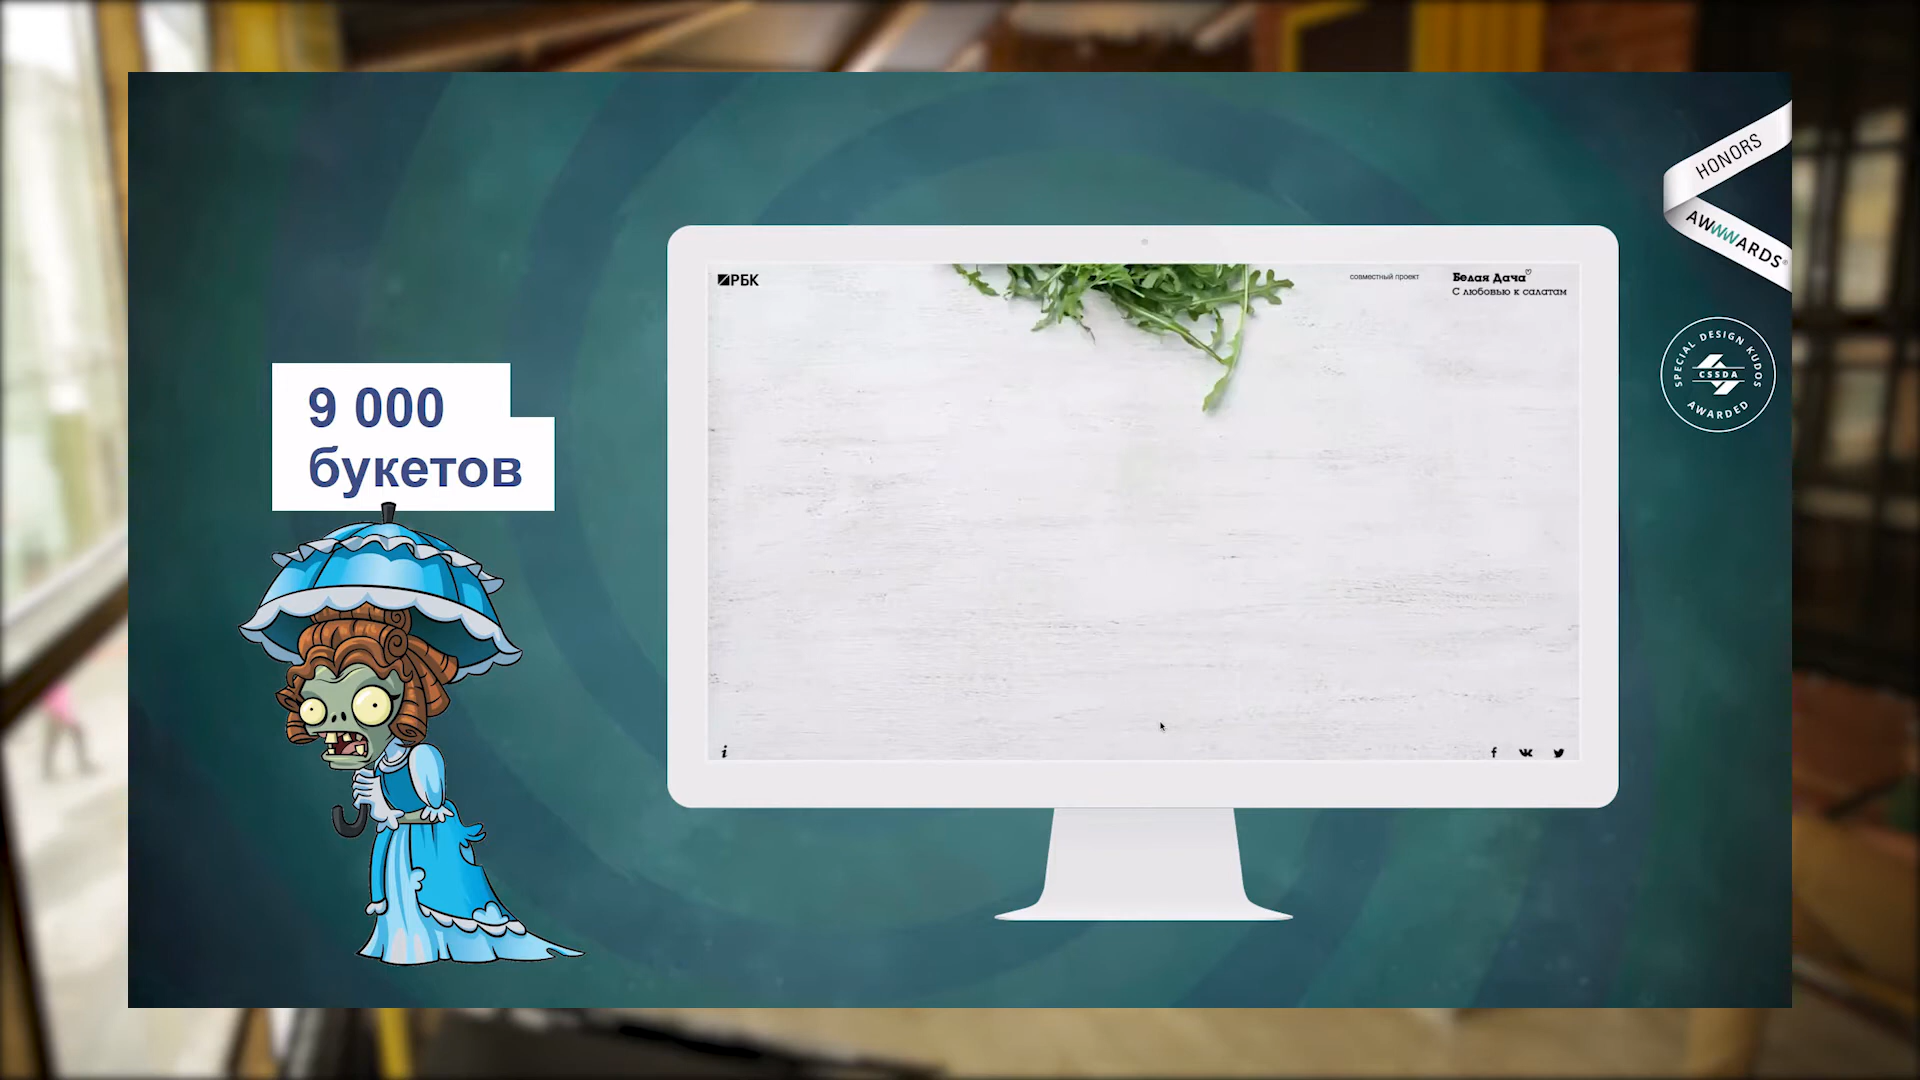 HONORS
AWWWARDS®
РБК
совместный проект
Белая Дача
С любовью к салатам
SPECIAL DESIGN KUDOS
CSSDA
AWARDED
9 000
букетов
i